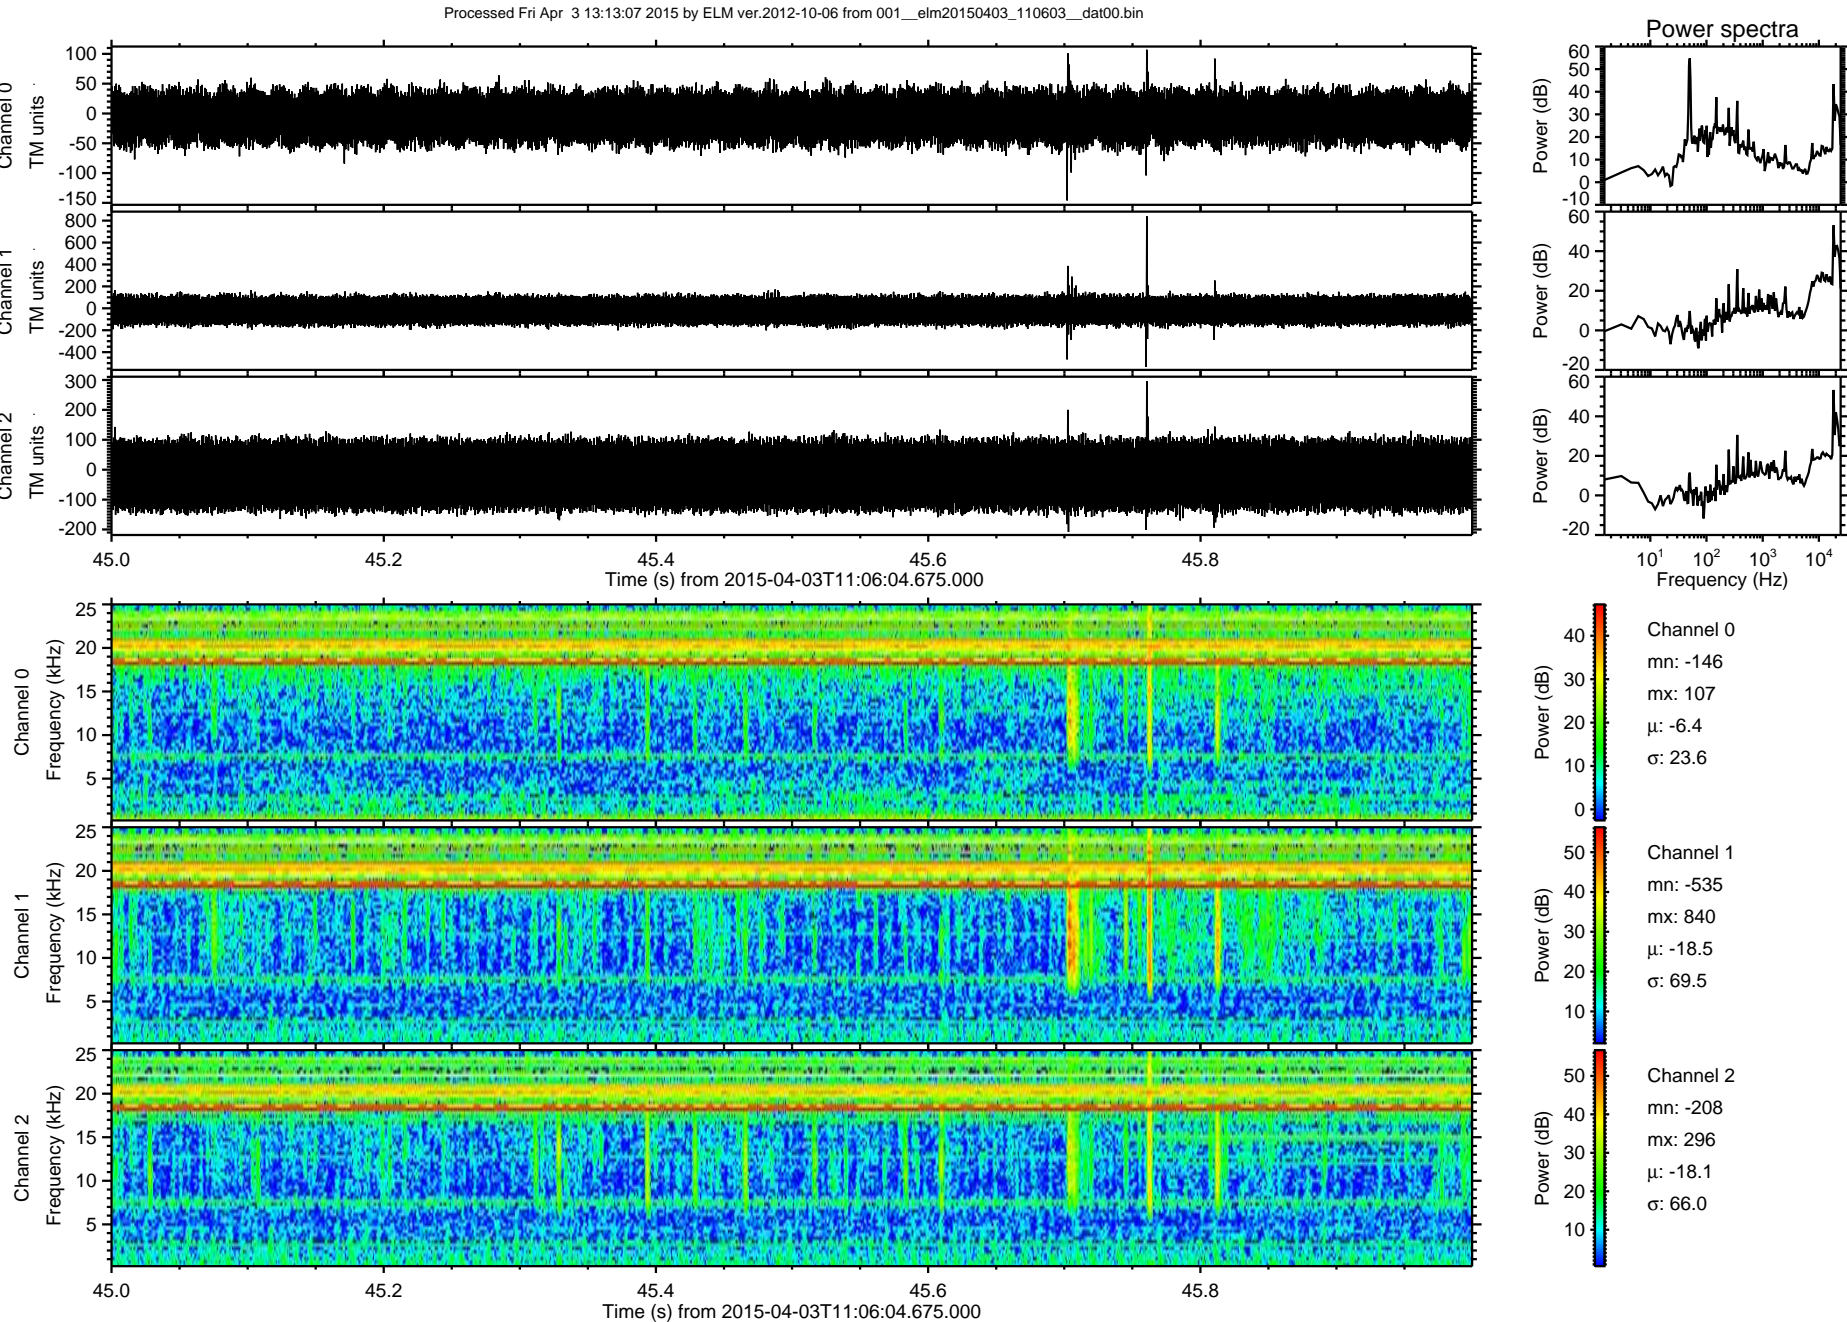 Processed Fri Apr  3 13:13:07 2015 by ELM ver.2012-10-06 from 001__elm20150403_110603__dat00.bin
Power spectra
Channel 0
TM units
100
50
0
-50
-100
-150
Power (dB)
60
50
40
30
20
10
0
-10
Channel 1
TM units
800
600
400
200
0
-200
-400
Power (dB)
60
40
20
0
-20
Channel 2
TM units
300
200
100
0
-100
-200
Power (dB)
60
40
20
0
-20
45.0 45.2 45.4 45.6 45.8
Time (s) from 2015-04-03T11:06:04.675.000
10^1 10^2 10^3 10^4
Frequency (Hz)
Channel 0
Frequency (kHz)
25
20
15
10
5
Power (dB)
40
30
20
10
0
Channel 0
mn: -146
mx: 107
μ: -6.4
σ: 23.6
Channel 1
Frequency (kHz)
25
20
15
10
5
Power (dB)
50
40
30
20
10
Channel 1
mn: -535
mx: 840
μ: -18.5
σ: 69.5
Channel 2
Frequency (kHz)
25
20
15
10
5
Power (dB)
50
40
30
20
10
Channel 2
mn: -208
mx: 296
μ: -18.1
σ: 66.0
45.0 45.2 45.4 45.6 45.8
Time (s) from 2015-04-03T11:06:04.675.000